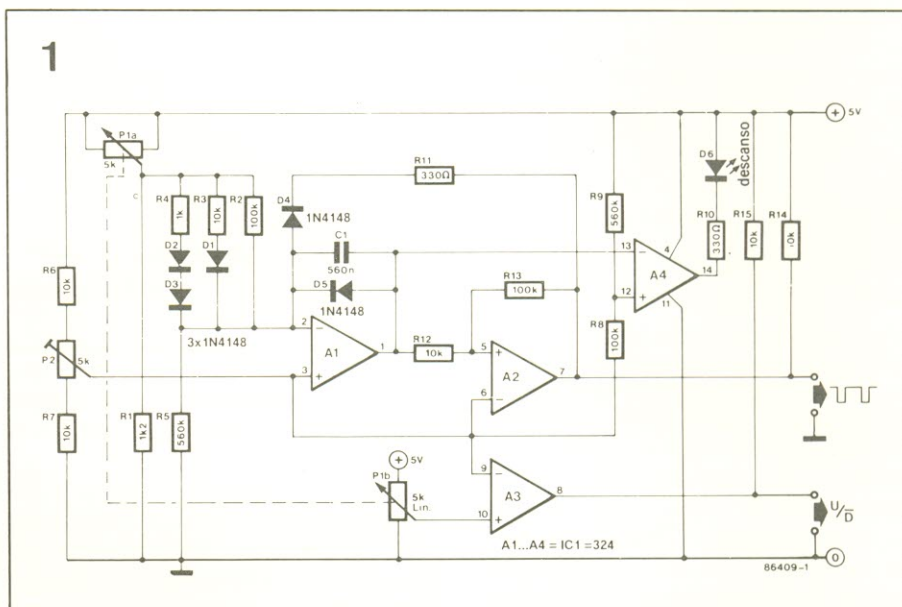 1
5V
P1a
5k
C
R4
1k
R3
10k
R2
100k
D2
D1
D3
3x1N4148
R6
10k
P2
5k
R7
10k
R1
1k2
R5
560k
D4
1N4148
R11
330Ω
C1
560n
D5
1N4148
2
−
3
+
A1
1
R12
10k
R13
100k
5
+
6
−
A2
7
R9
560k
R8
100k
13
−
12
+
A4
4
11
14
D6
descanso
R10
330Ω
R15
10k
R14
P1b
5V
5k
Lin.
9
−
10
+
A3
8
A1...A4 = IC1 = 324
U/D̅
0
86409-1